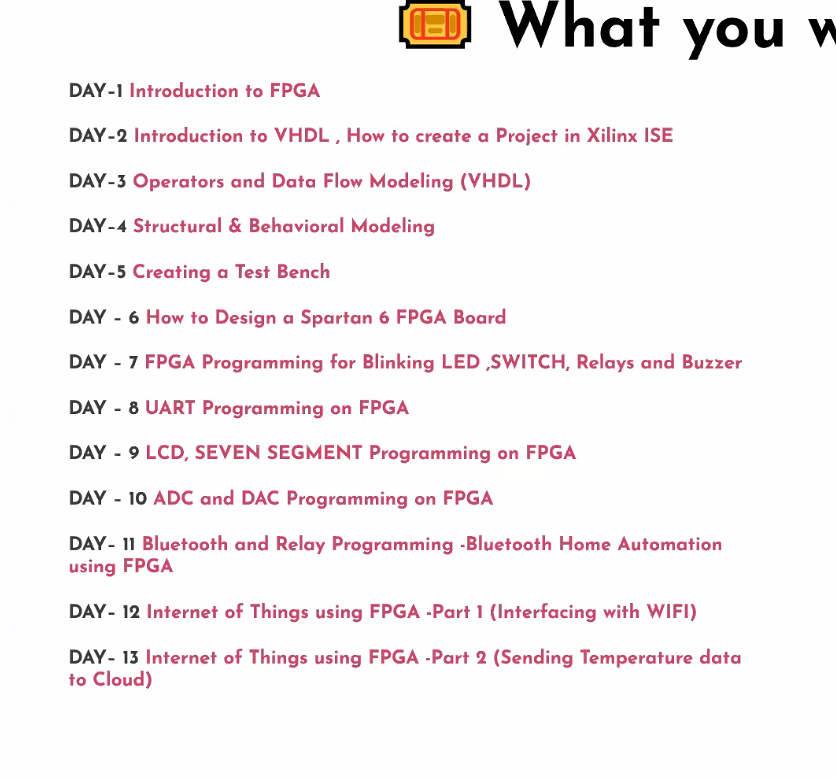 What you w
DAY-1 Introduction to FPGA
DAY-2 Introduction to VHDL , How to create a Project in Xilinx ISE
DAY-3 Operators and Data Flow Modeling (VHDL)
DAY-4 Structural & Behavioral Modeling
DAY-5 Creating a Test Bench
DAY - 6 How to Design a Spartan 6 FPGA Board
DAY - 7 FPGA Programming for Blinking LED ,SWITCH, Relays and Buzzer
DAY - 8 UART Programming on FPGA
DAY - 9 LCD, SEVEN SEGMENT Programming on FPGA
DAY - 10 ADC and DAC Programming on FPGA
DAY- 11 Bluetooth and Relay Programming -Bluetooth Home Automation
using FPGA
DAY- 12 Internet of Things using FPGA -Part 1 (Interfacing with WIFI)
DAY- 13 Internet of Things using FPGA -Part 2 (Sending Temperature data
to Cloud)